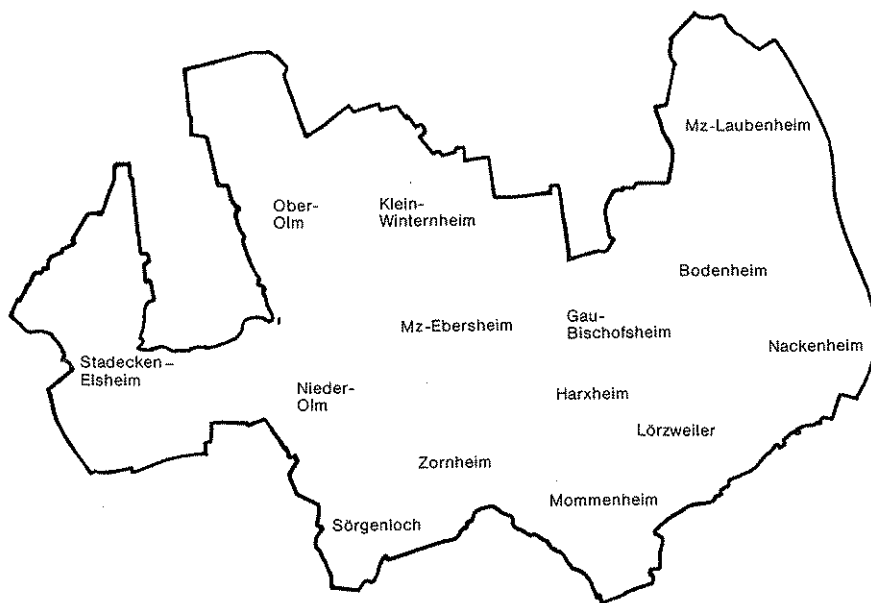 Mz-Laubenheim
Ober-
Olm
Klein-
Winternheim
Bodenheim
Mz-Ebersheim
Gau-
Bischofsheim
Nackenheim
Stadecken-
Elsheim
Nieder-
Olm
Harxheim
Lörzweiler
Zornheim
Mommenheim
Sörgenloch